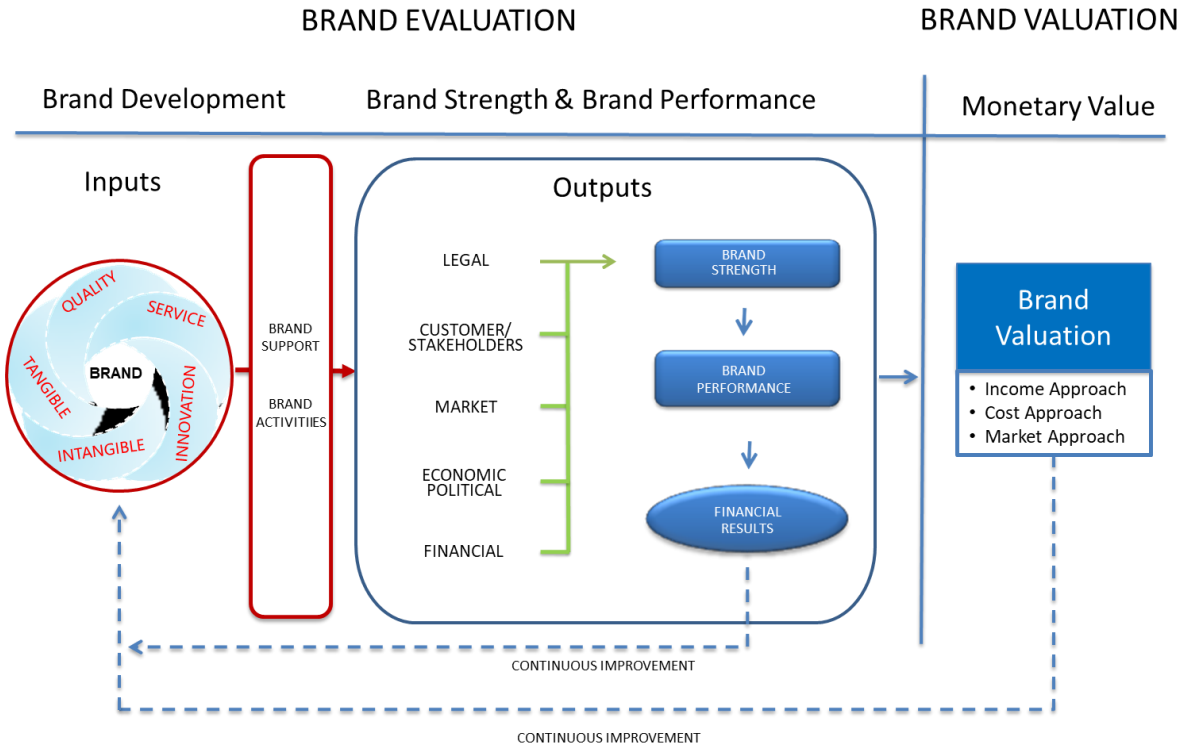 BRAND EVALUATION
BRAND VALUATION
Brand Development
Brand Strength & Brand Performance
Monetary Value
Inputs
QUALITY
SERVICE
TANGIBLE
BRAND
INNOVATION
INTANGIBLE
BRAND
SUPPORT
BRAND
ACTIVITIES
Outputs
LEGAL
CUSTOMER/
STAKEHOLDERS
MARKET
ECONOMIC
POLITICAL
FINANCIAL
BRAND
STRENGTH
BRAND
PERFORMANCE
FINANCIAL
RESULTS
Brand
Valuation
• Income Approach
• Cost Approach
• Market Approach
CONTINUOUS IMPROVEMENT
CONTINUOUS IMPROVEMENT